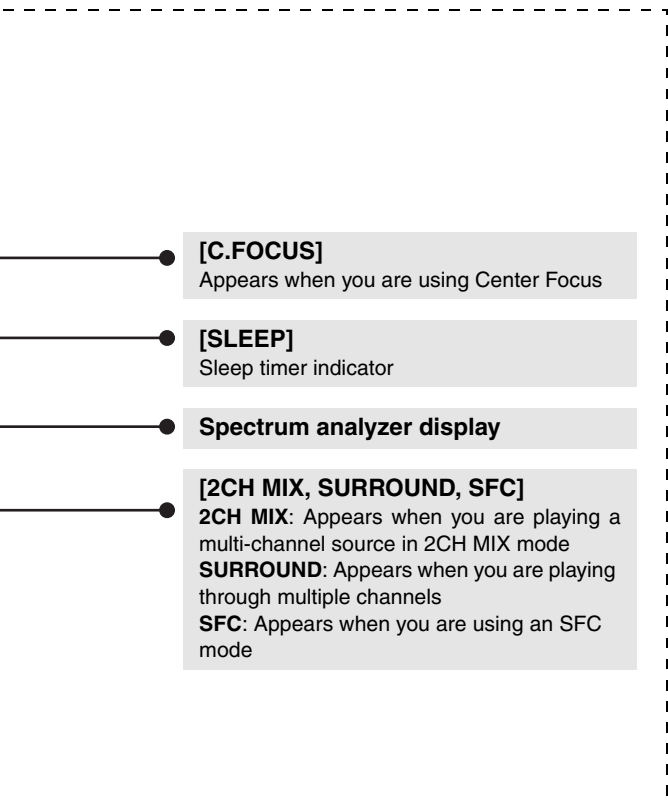 [C.FOCUS]
Appears when you are using Center Focus
[SLEEP]
Sleep timer indicator
Spectrum analyzer display
[2CH MIX, SURROUND, SFC]
2CH MIX: Appears when you are playing a
multi-channel source in 2CH MIX mode
SURROUND: Appears when you are playing
through multiple channels
SFC: Appears when you are using an SFC
mode